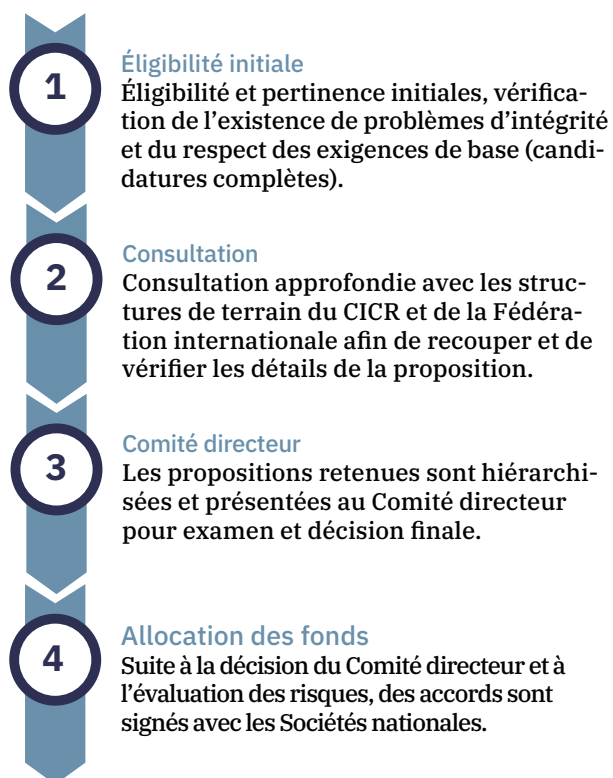 1
Éligibilité initiale
Éligibilité et pertinence initiales, vérifica-
tion de l’existence de problèmes d’intégrité
et du respect des exigences de base (candi-
datures complètes).
2
Consultation
Consultation approfondie avec les struc-
tures de terrain du CICR et de la Fédéra-
tion internationale afin de recouper et de
vérifier les détails de la proposition.
3
Comité directeur
Les propositions retenues sont hiérarchi-
sées et présentées au Comité directeur
pour examen et décision finale.
4
Allocation des fonds
Suite à la décision du Comité directeur et à
l’évaluation des risques, des accords sont
signés avec les Sociétés nationales.